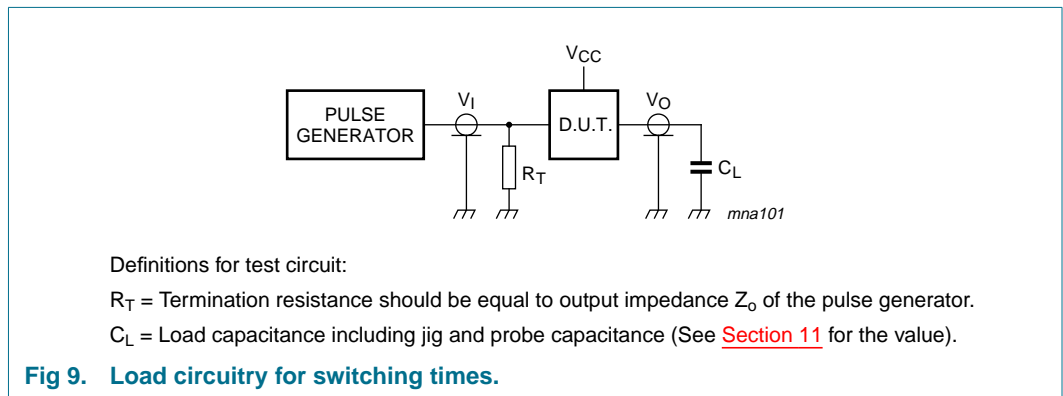 VCC
PULSE
GENERATOR
VI
D.U.T.
VO
RT
CL
mna101
Definitions for test circuit:
RT = Termination resistance should be equal to output impedance Zo of the pulse generator.
CL = Load capacitance including jig and probe capacitance (See Section 11 for the value).
Fig 9. Load circuitry for switching times.